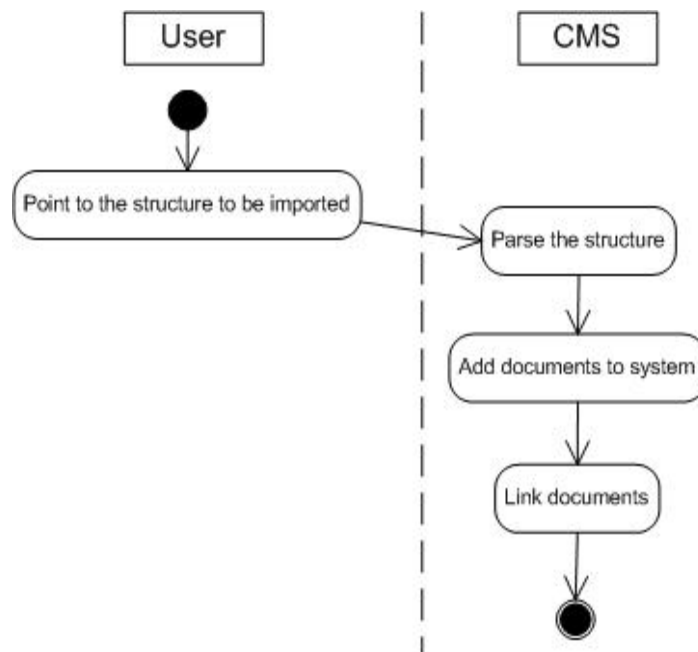 User
CMS
Point to the structure to be imported
Parse the structure
Add documents to system
Link documents